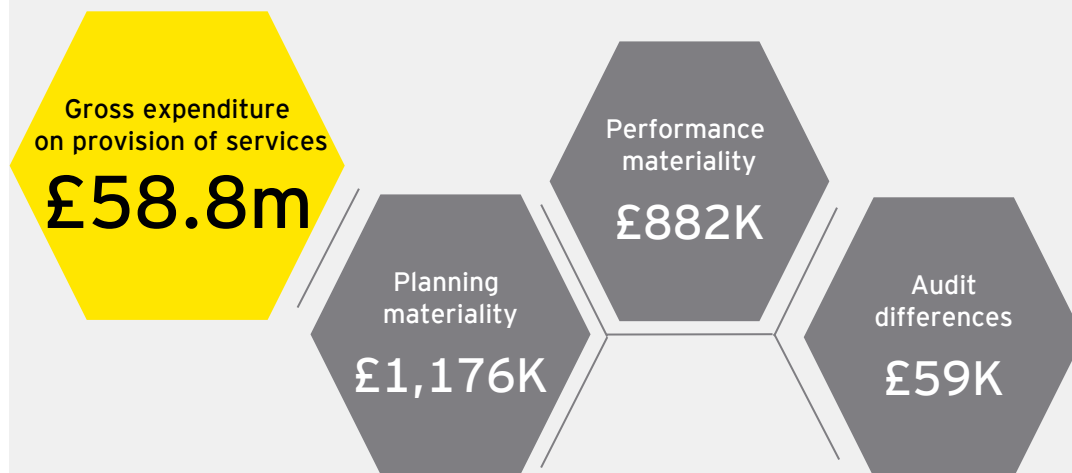 Gross expenditure
on provision of services
£58.8m
Planning
materiality
£1,176K
Performance
materiality
£882K
Audit
differences
£59K